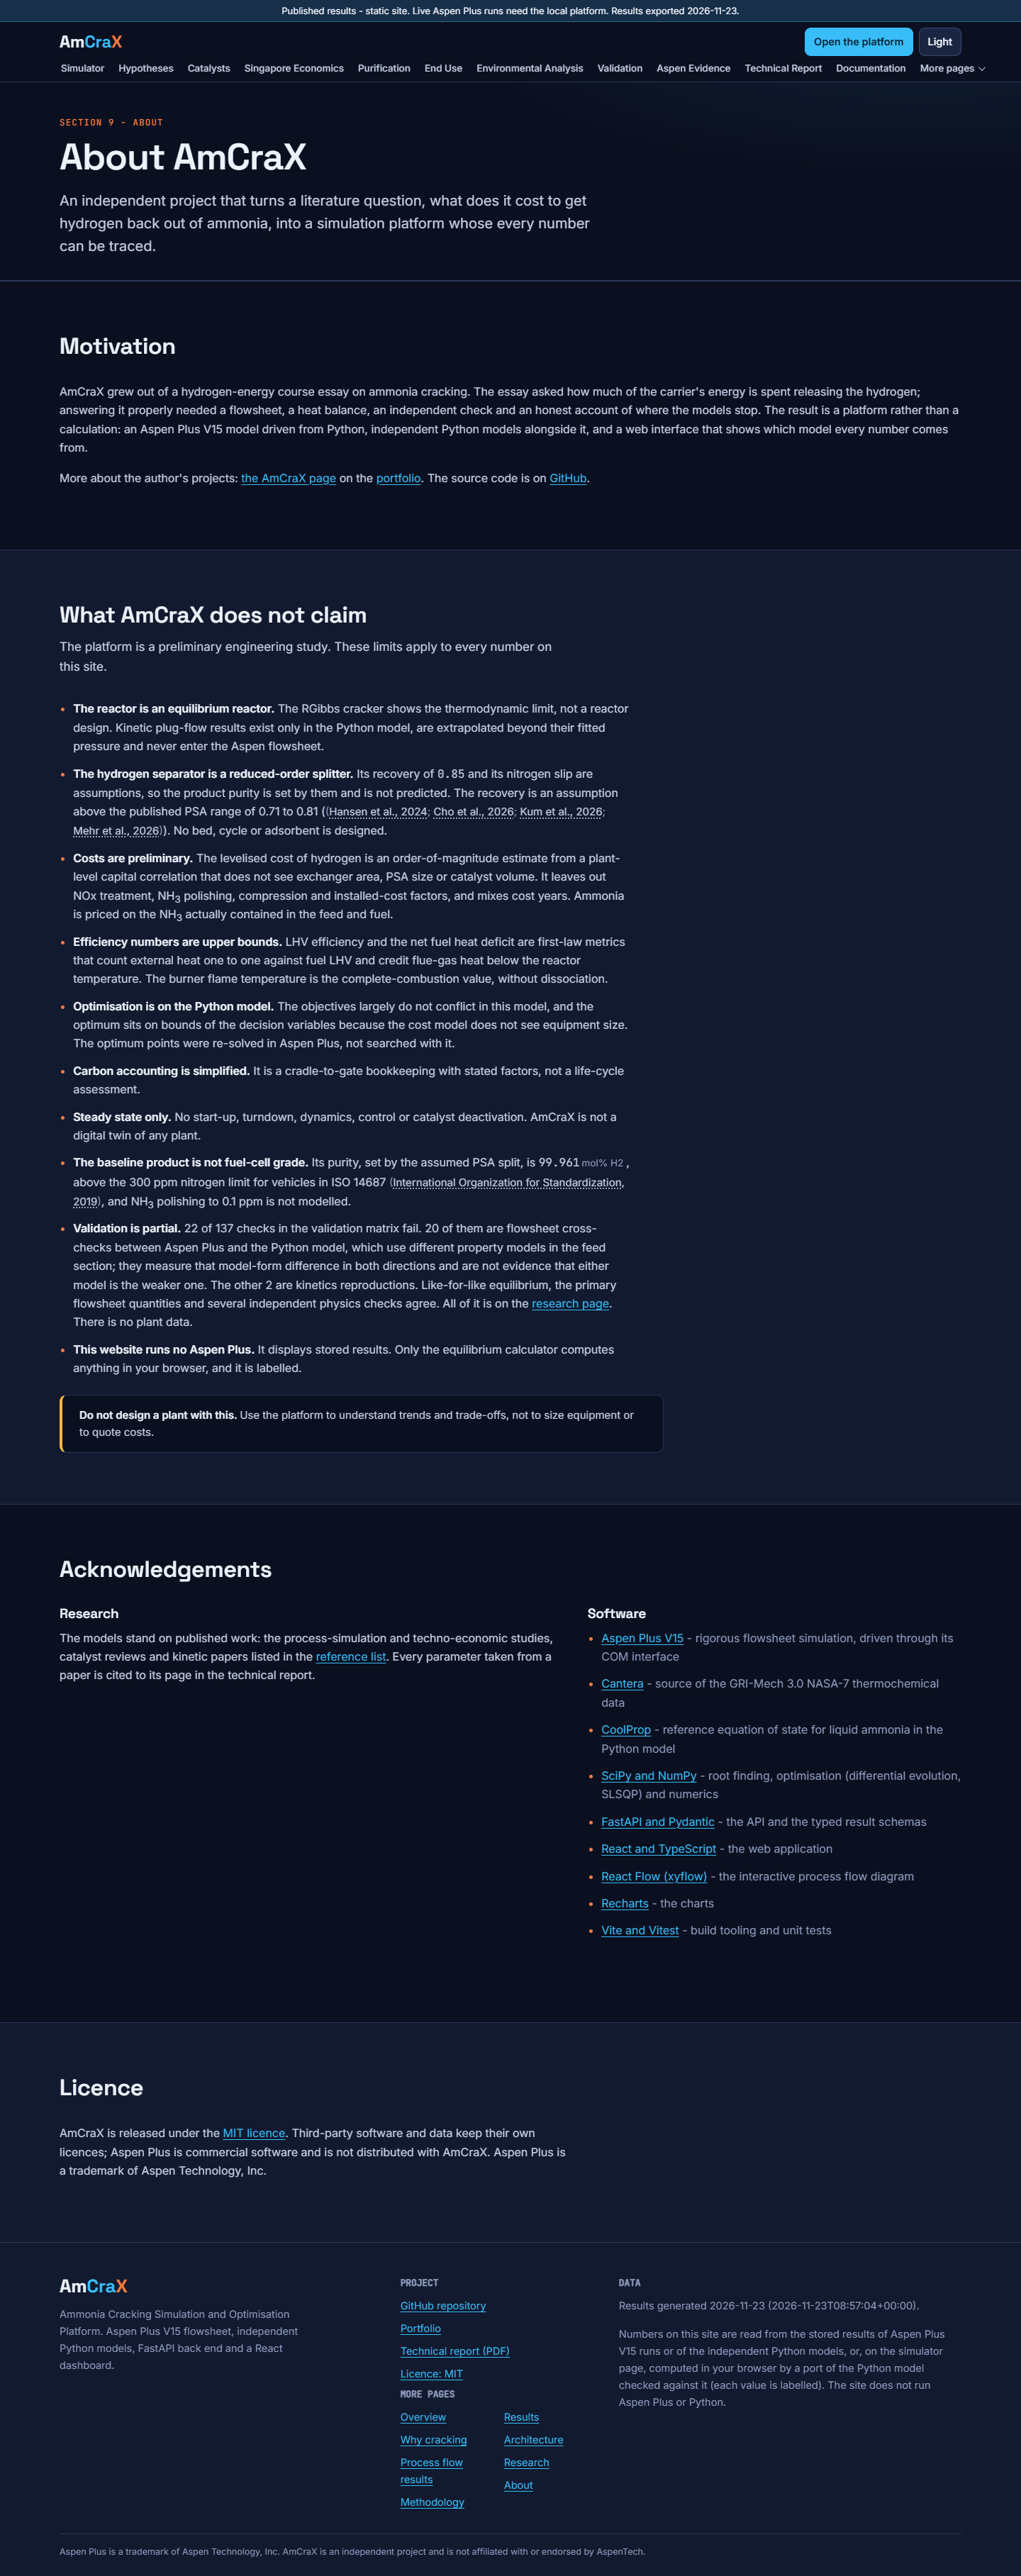 Published results - static site. Live Aspen Plus runs need the local platform. Results exported 2026-11-23.
AmCraX
Open the platform
Light
Simulator
Hypotheses
Catalysts
Singapore Economics
Purification
End Use
Environmental Analysis
Validation
Aspen Evidence
Technical Report
Documentation
More pages
SECTION 9 - ABOUT
About AmCraX
An independent project that turns a literature question, what does it cost to get
hydrogen back out of ammonia, into a simulation platform whose every number
can be traced.
Motivation
AmCraX grew out of a hydrogen-energy course essay on ammonia cracking. The essay asked how much of the carrier's energy is spent releasing the hydrogen;
answering it properly needed a flowsheet, a heat balance, an independent check and an honest account of where the models stop. The result is a platform rather than a
calculation: an Aspen Plus V15 model driven from Python, independent Python models alongside it, and a web interface that shows which model every number comes
from.
More about the author's projects: the AmCraX page on the portfolio. The source code is on GitHub.
What AmCraX does not claim
The platform is a preliminary engineering study. These limits apply to every number on
this site.
• The reactor is an equilibrium reactor. The RGibbs cracker shows the thermodynamic limit, not a reactor
design. Kinetic plug-flow results exist only in the Python model, are extrapolated beyond their fitted
pressure and never enter the Aspen flowsheet.
• The hydrogen separator is a reduced-order splitter. Its recovery of 0.85 and its nitrogen slip are
assumptions, so the product purity is set by them and is not predicted. The recovery is an assumption
above the published PSA range of 0.71 to 0.81 ((Hansen et al., 2024; Cho et al., 2026; Kum et al., 2026;
Mehr et al., 2026)). No bed, cycle or adsorbent is designed.
• Costs are preliminary. The levelised cost of hydrogen is an order-of-magnitude estimate from a plant-
level capital correlation that does not see exchanger area, PSA size or catalyst volume. It leaves out
NOx treatment, NH3 polishing, compression and installed-cost factors, and mixes cost years. Ammonia
is priced on the NH3 actually contained in the feed and fuel.
• Efficiency numbers are upper bounds. LHV efficiency and the net fuel heat deficit are first-law metrics
that count external heat one to one against fuel LHV and credit flue-gas heat below the reactor
temperature. The burner flame temperature is the complete-combustion value, without dissociation.
• Optimisation is on the Python model. The objectives largely do not conflict in this model, and the
optimum sits on bounds of the decision variables because the cost model does not see equipment size.
The optimum points were re-solved in Aspen Plus, not searched with it.
• Carbon accounting is simplified. It is a cradle-to-gate bookkeeping with stated factors, not a life-cycle
assessment.
• Steady state only. No start-up, turndown, dynamics, control or catalyst deactivation. AmCraX is not a
digital twin of any plant.
• The baseline product is not fuel-cell grade. Its purity, set by the assumed PSA split, is 99.961 mol% H2 ,
above the 300 ppm nitrogen limit for vehicles in ISO 14687 (International Organization for Standardization,
2019), and NH3 polishing to 0.1 ppm is not modelled.
• Validation is partial. 22 of 137 checks in the validation matrix fail. 20 of them are flowsheet cross-
checks between Aspen Plus and the Python model, which use different property models in the feed
section; they measure that model-form difference in both directions and are not evidence that either
model is the weaker one. The other 2 are kinetics reproductions. Like-for-like equilibrium, the primary
flowsheet quantities and several independent physics checks agree. All of it is on the research page.
There is no plant data.
• This website runs no Aspen Plus. It displays stored results. Only the equilibrium calculator computes
anything in your browser, and it is labelled.
Do not design a plant with this. Use the platform to understand trends and trade-offs, not to size equipment or
to quote costs.
Acknowledgements
Research
The models stand on published work: the process-simulation and techno-economic studies,
catalyst reviews and kinetic papers listed in the reference list. Every parameter taken from a
paper is cited to its page in the technical report.
Software
• Aspen Plus V15 - rigorous flowsheet simulation, driven through its
COM interface
• Cantera - source of the GRI-Mech 3.0 NASA-7 thermochemical
data
• CoolProp - reference equation of state for liquid ammonia in the
Python model
• SciPy and NumPy - root finding, optimisation (differential evolution,
SLSQP) and numerics
• FastAPI and Pydantic - the API and the typed result schemas
• React and TypeScript - the web application
• React Flow (xyflow) - the interactive process flow diagram
• Recharts - the charts
• Vite and Vitest - build tooling and unit tests
Licence
AmCraX is released under the MIT licence. Third-party software and data keep their own
licences; Aspen Plus is commercial software and is not distributed with AmCraX. Aspen Plus is
a trademark of Aspen Technology, Inc.
AmCraX
Ammonia Cracking Simulation and Optimisation
Platform. Aspen Plus V15 flowsheet, independent
Python models, FastAPI back end and a React
dashboard.
PROJECT
GitHub repository
Portfolio
Technical report (PDF)
Licence: MIT
MORE PAGES
Overview
Why cracking
Process flow
results
Methodology
Results
Architecture
Research
About
DATA
Results generated 2026-11-23 (2026-11-23T08:57:04+00:00).
Numbers on this site are read from the stored results of Aspen Plus
V15 runs or of the independent Python models, or, on the simulator
page, computed in your browser by a port of the Python model
checked against it (each value is labelled). The site does not run
Aspen Plus or Python.
Aspen Plus is a trademark of Aspen Technology, Inc. AmCraX is an independent project and is not affiliated with or endorsed by AspenTech.